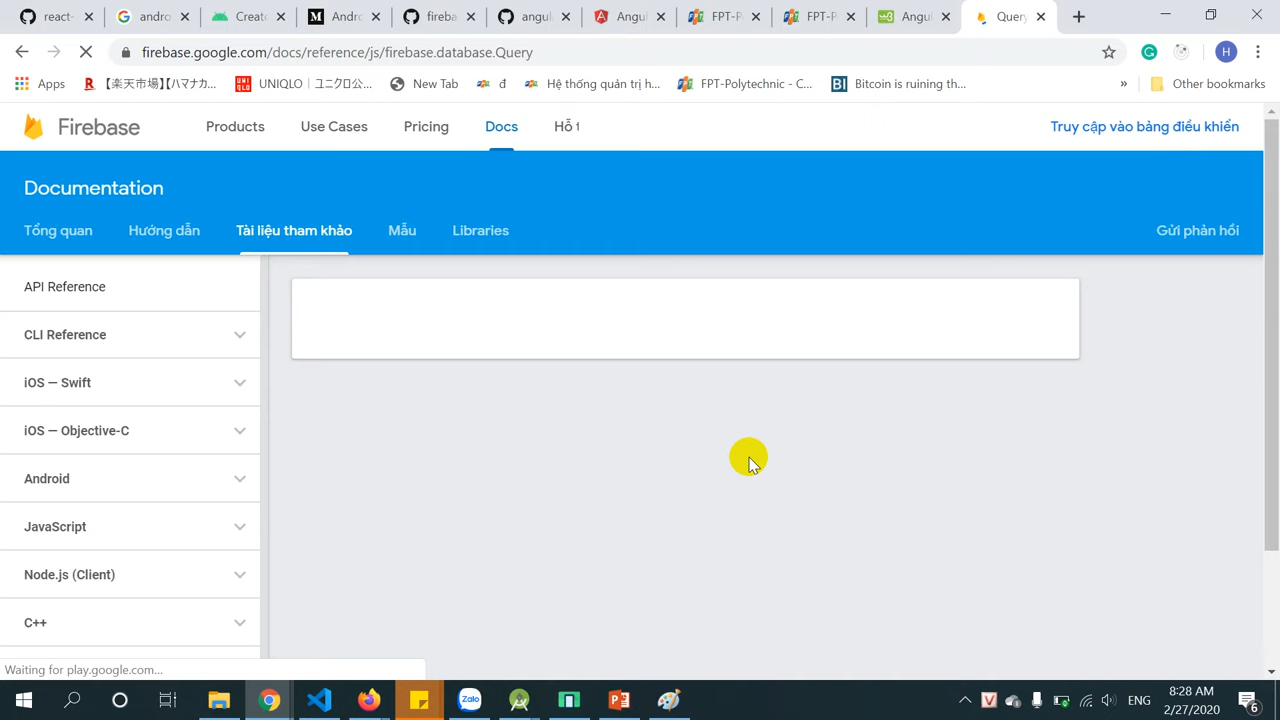 react-
andro
Create
Andro
fireba
angul
Angul
FPT-P
FPT-P
Angul
Query
firebase.google.com/docs/reference/js/firebase.database.Query
H
Apps
【楽天市場】【ハマナカ...
UNIQLO｜ユニクロ公...
New Tab
đ
Hệ thống quản trị h...
FPT-Polytechnic - C...
BI
Bitcoin is ruining th...
»
Other bookmarks
Firebase
Products
Use Cases
Pricing
Docs
Hỗ t
Truy cập vào bảng điều khiển
Documentation
Tổng quan
Hướng dẫn
Tài liệu tham khảo
Mẫu
Libraries
Gửi phản hồi
API Reference
CLI Reference
iOS — Swift
iOS — Objective-C
Android
JavaScript
Node.js (Client)
C++
Waiting for play.google.com...
Zalo
ENG
8:28 AM
2/27/2020
6